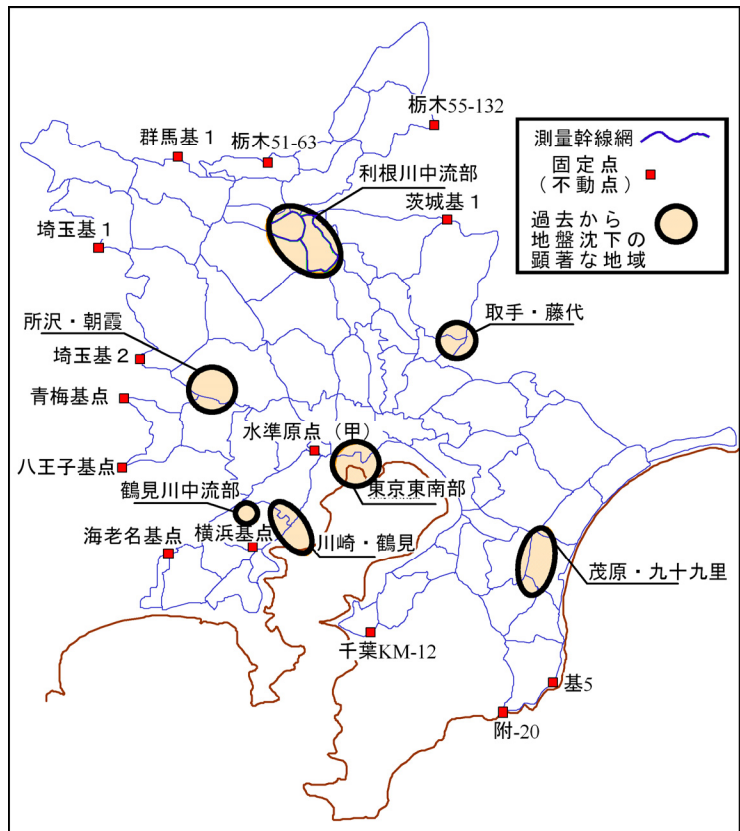 栃木55-132
群馬基1
栃木51-63
測量幹線網
固定点
(不動点)
過去から
地盤沈下の
顕著な地域
利根川中流部
茨城基1
埼玉基1
所沢・朝霞
取手・藤代
埼玉基2
青梅基点
水準原点(甲)
八王子基点
東京東南部
鶴見川中流部
海老名基点
横浜基点
川崎・鶴見
茂原・九十九里
千葉KM-12
基5
附-20